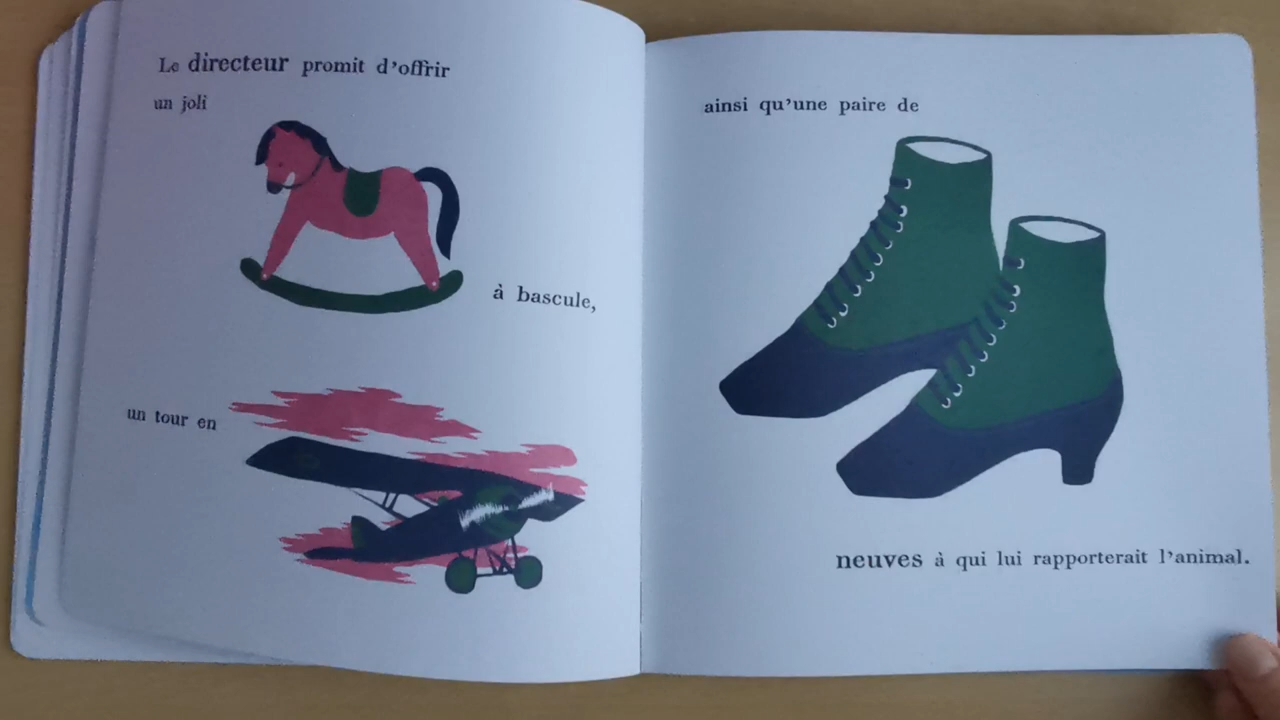 Le directeur promit d'offrir
un joli
à bascule,
un tour en
ainsi qu'une paire de
neuves à qui lui rapporterait l'animal.